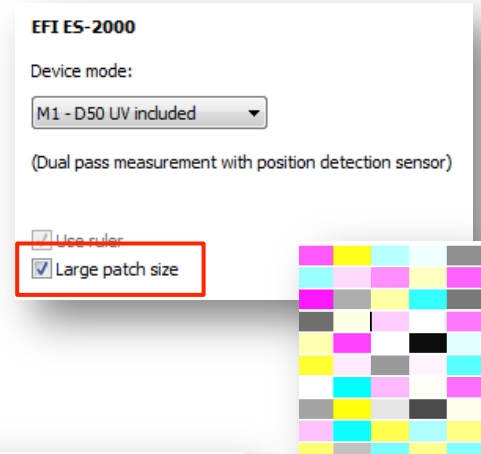 EFI ES-2000
Device mode:
M1 - D50 UV included
(Dual pass measurement with position detection sensor)
Use ruler
Large patch size